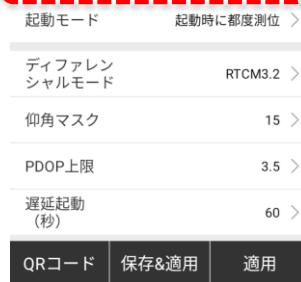 起動モード 起動時に都度測位
ディファレン
シャルモード RTCM3.2
仰角マスク 15
PDOP上限 3.5
遅延起動
（秒） 60
QRコード 保存&適用 適用